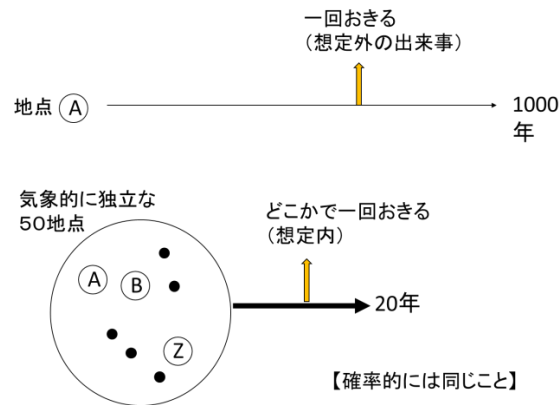 一回おきる
（想定外の出来事）
地点 Ⓐ
1000
年
気象的に独立な
５０地点
どこかで一回おきる
（想定内）
A
B
Z
20年
【確率的には同じこと】